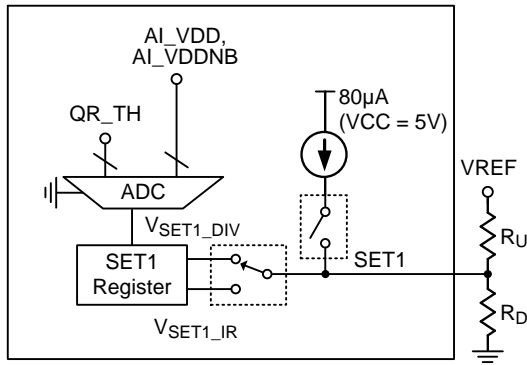 AI_VDD,
AI_VDDNB
QR_TH
80µA
(VCC = 5V)
VREF
ADC
VSET1_DIV
RU
SET1
Register
SET1
RD
VSET1_IR